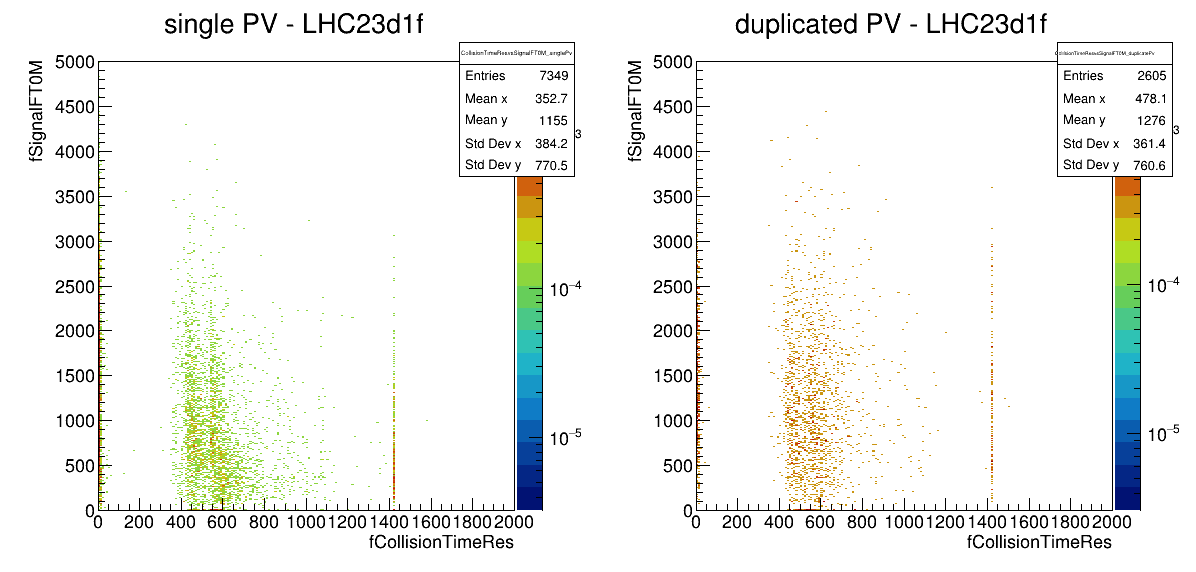 single PV - LHC23d1f
fSignalFT0M
5000
4500
4000
3500
3000
2500
2000
1500
1000
500
0
0 200 400 600 800 1000 1200 1400 1600 1800 2000
fCollisionTimeRes
CollisionTimeResvsSignalFT0M_singlePv
Entries 7349
Mean x 352.7
Mean y 1155
Std Dev x 384.2
Std Dev y 770.5
3
10−4
10−5
duplicated PV - LHC23d1f
fSignalFT0M
5000
4500
4000
3500
3000
2500
2000
1500
1000
500
0
0 200 400 600 800 1000 1200 1400 1600 1800 2000
fCollisionTimeRes
CollisionTimeResvsSignalFT0M_duplicatePv
Entries 2605
Mean x 478.1
Mean y 1276
Std Dev x 361.4
Std Dev y 760.6
3
10−4
10−5